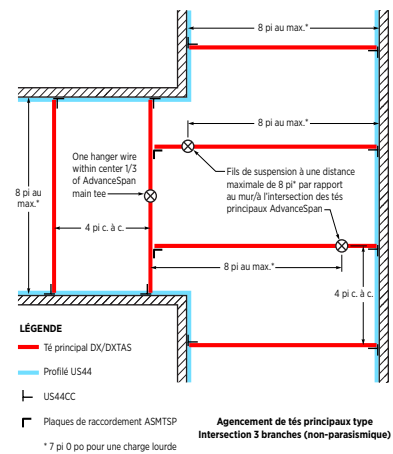 8 pi au max.*
8 pi au max.*
One hanger wire
within center 1/3
of AdvanceSpan
main tee
Fils de suspension à une distance
maximale de 8 pi* par rapport
au mur/à l'intersection des tés
principaux AdvanceSpan
8 pi au
max.*
4 pi c. à c.
8 pi au max.*
4 pi c. à c.
LÉGENDE
Té principal DX/DXTAS
Profilé US44
US44CC
Plaques de raccordement ASMTSP
* 7 pi 0 po pour une charge lourde
Agencement de tés principaux type
Intersection 3 branches (non-parasismique)